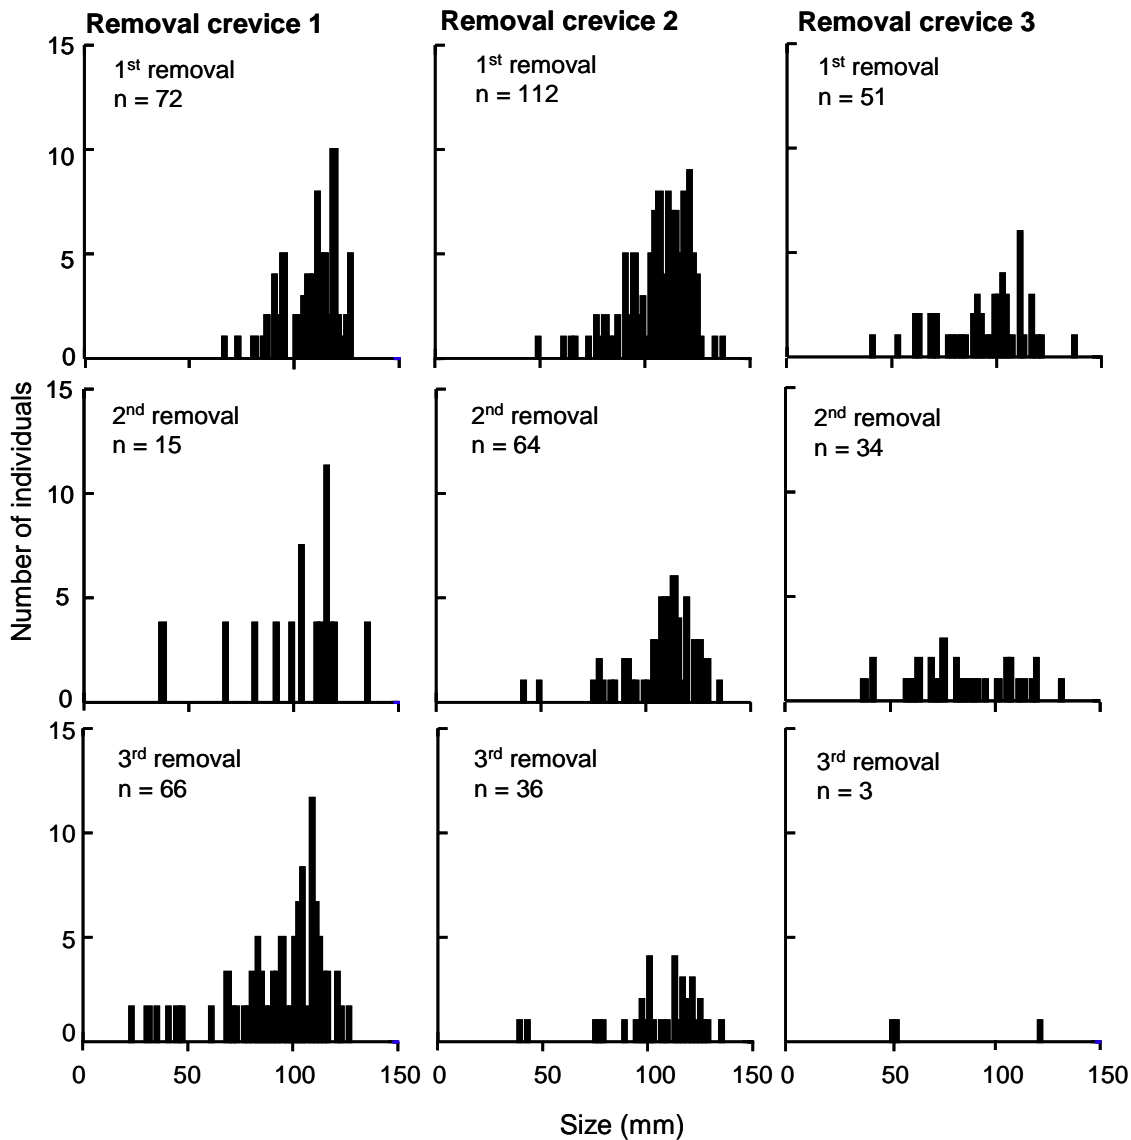 Removal crevice 1
Removal crevice 2
Removal crevice 3
15
10
5
0
1st removal
n = 72
1st removal
n = 112
1st removal
n = 51
Number of individuals
15
10
5
0
2nd removal
n = 15
2nd removal
n = 64
2nd removal
n = 34
15
10
5
0
3rd removal
n = 66
3rd removal
n = 36
3rd removal
n = 3
0 50 100 150 0 50 100 150 0 50 100 150
Size (mm)